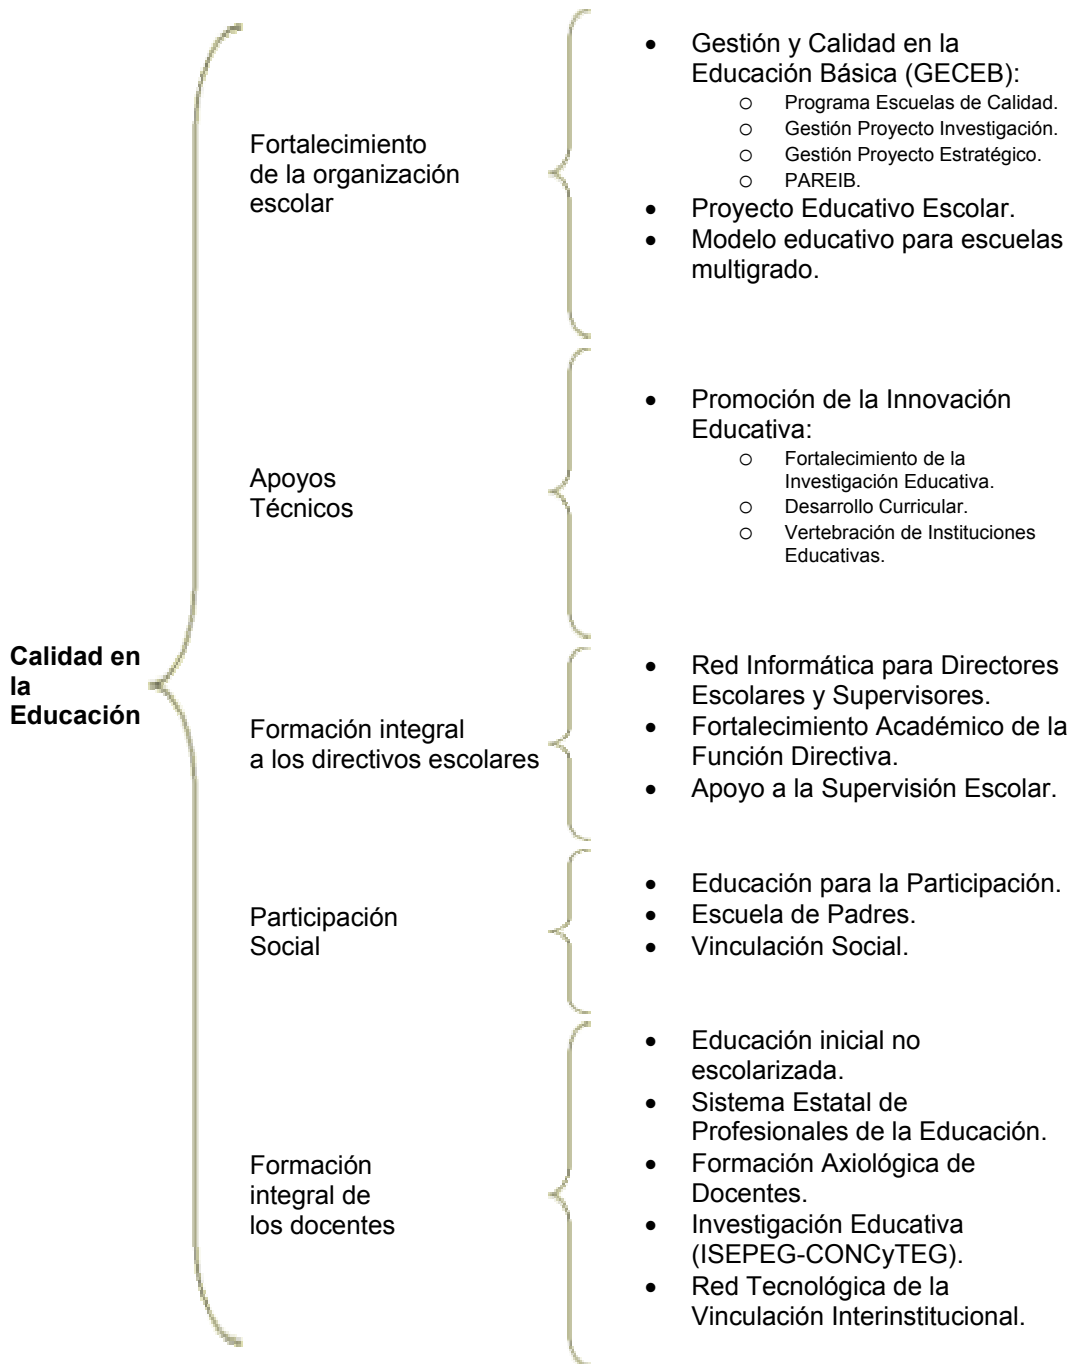 Calidad en
la
Educación
Fortalecimiento
de la organización
escolar
• Gestión y Calidad en la
Educación Básica (GECEB):
o Programa Escuelas de Calidad.
o Gestión Proyecto Investigación.
o Gestión Proyecto Estratégico.
o PAREIB.
• Proyecto Educativo Escolar.
• Modelo educativo para escuelas
multigrado.
Apoyos
Técnicos
• Promoción de la Innovación
Educativa:
o Fortalecimiento de la
Investigación Educativa.
o Desarrollo Curricular.
o Vertebración de Instituciones
Educativas.
Formación integral
a los directivos escolares
• Red Informática para Directores
Escolares y Supervisores.
• Fortalecimiento Académico de la
Función Directiva.
• Apoyo a la Supervisión Escolar.
Participación
Social
• Educación para la Participación.
• Escuela de Padres.
• Vinculación Social.
Formación
integral de
los docentes
• Educación inicial no
escolarizada.
• Sistema Estatal de
Profesionales de la Educación.
• Formación Axiológica de
Docentes.
• Investigación Educativa
(ISEPEG-CONCyTEG).
• Red Tecnológica de la
Vinculación Interinstitucional.